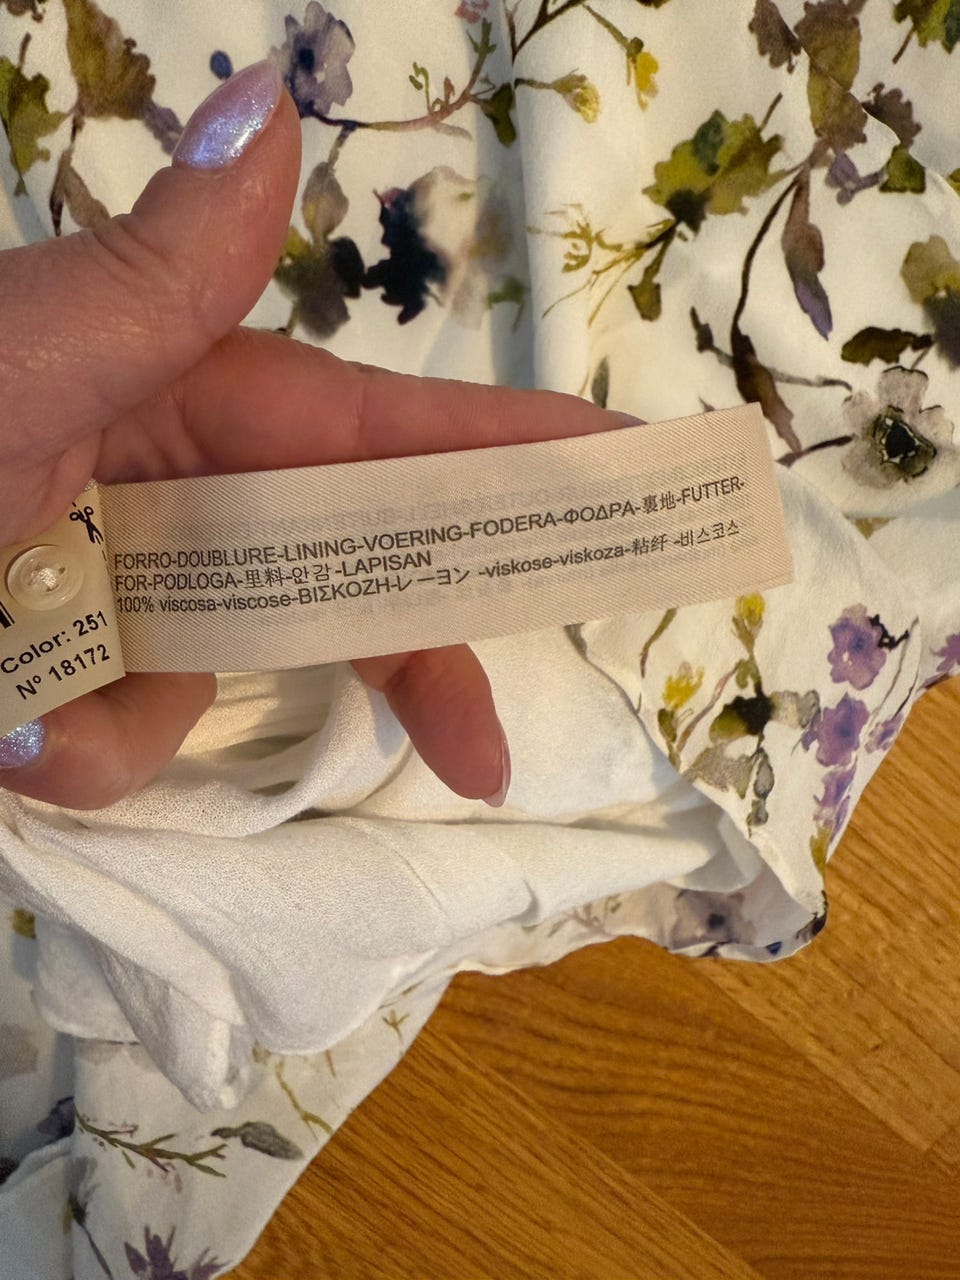 FORRO-DOUBLURE-LINING-VOERING-FODERA-ΦΟΔΡΑ-裏地-FUTTER-
FOR-PODLOGA-里料-안감-LAPISAN
100% viscosa-viscose-ΒΙΣΚΟΖΗ-レーヨン -viskose-viskoza-粘纤 -비스코스
Color: 251
Nº 18172